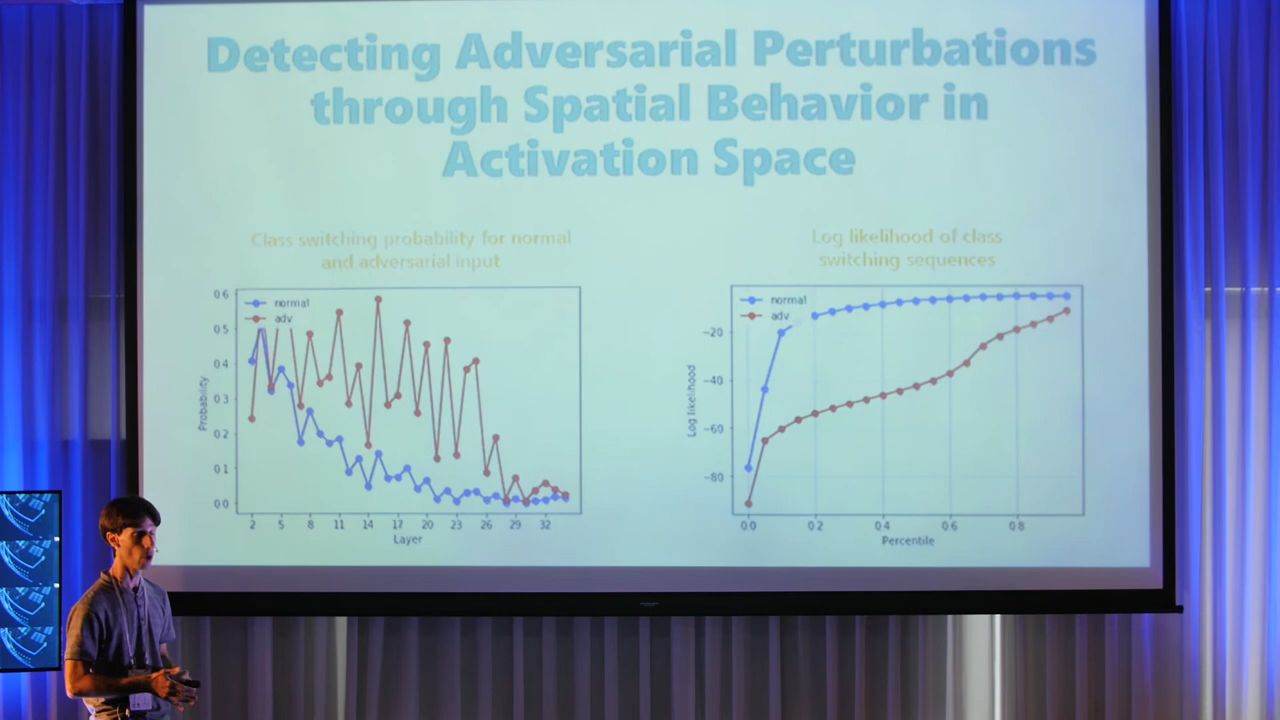 Detecting Adversarial Perturbations
through Spatial Behavior in
Activation Space
Class switching probability for normal
and adversarial input
normal
adv
0.6
0.5
0.4
0.3
0.2
0.1
0.0
Probability
2 5 8 11 14 17 20 23 26 29 32
Layer
Log likelihood of class
switching sequences
normal
adv
−20
−40
−60
−80
Log likelihood
0.0 0.2 0.4 0.6 0.8
Percentile